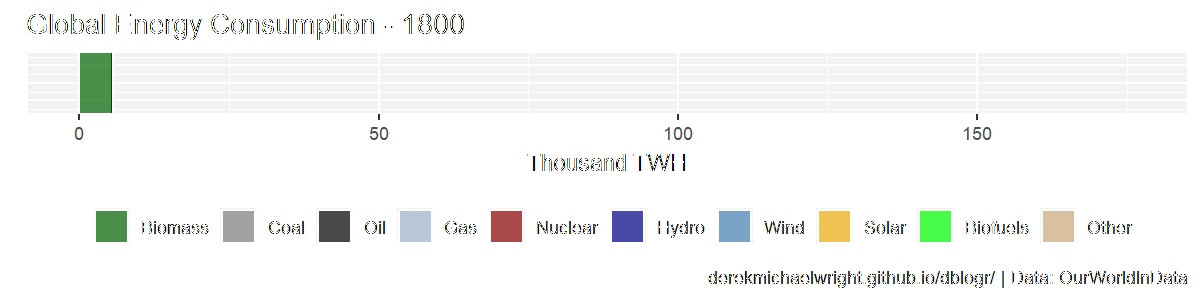 Global Energy Consumption - 1800
0 50 100 150
Thousand TWH
Biomass Coal Oil Gas Nuclear Hydro Wind Solar Biofuels Other
derekmichaelwright.github.io/dblogr/ | Data: OurWorldInData